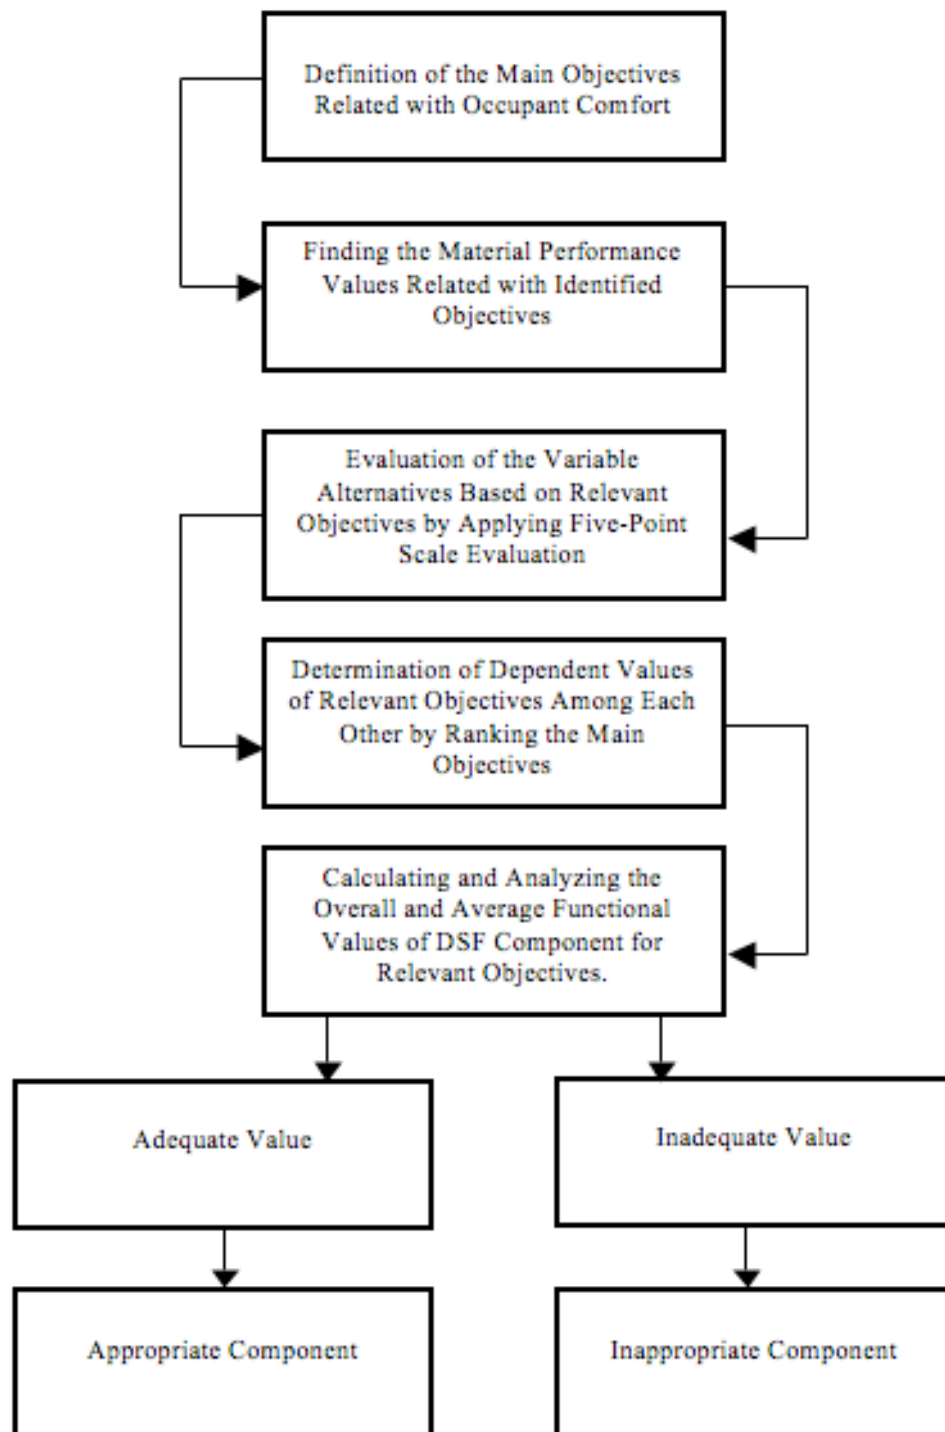 Definition of the Main Objectives
Related with Occupant Comfort
Finding the Material Performance
Values Related with Identified
Objectives
Evaluation of the Variable
Alternatives Based on Relevant
Objectives by Applying Five-Point
Scale Evaluation
Determination of Dependent Values
of Relevant Objectives Among Each
Other by Ranking the Main
Objectives
Calculating and Analyzing the
Overall and Average Functional
Values of DSF Component for
Relevant Objectives.
Adequate Value
Inadequate Value
Appropriate Component
Inappropriate Component